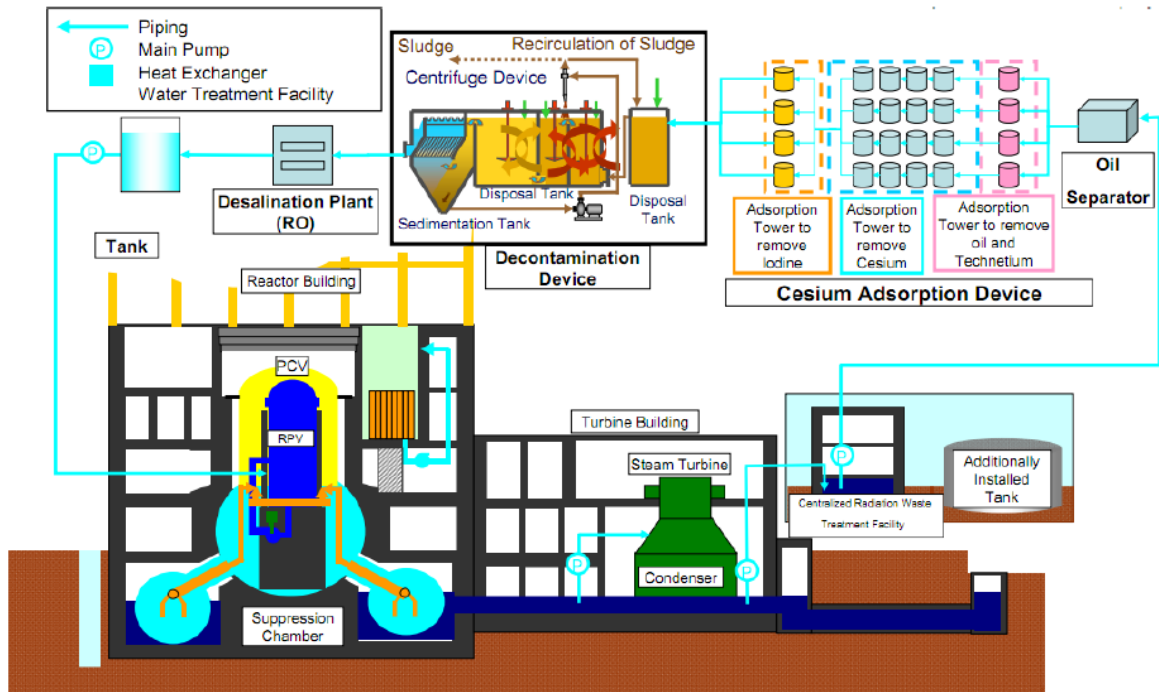 Piping
P
Main Pump
Heat Exchanger
Water Treatment Facility
Sludge
Recirculation of Sludge
Centrifuge Device
Disposal Tank
Sedimentation Tank
Disposal
Tank
Decontamination
Device
Oil
Separator
Adsorption
Tower to
remove
Iodine
Adsorption
Tower to
remove
Cesium
Adsorption
Tower to remove
oil and
Technetium
Cesium Adsorption Device
P
Desalination Plant
(RO)
Tank
Reactor Building
PCV
RPV
Suppression
Chamber
Turbine Building
Steam Turbine
Condenser
P
P
P
Centralized Radiation Waste
Treatment Facility
Additionally
Installed
Tank